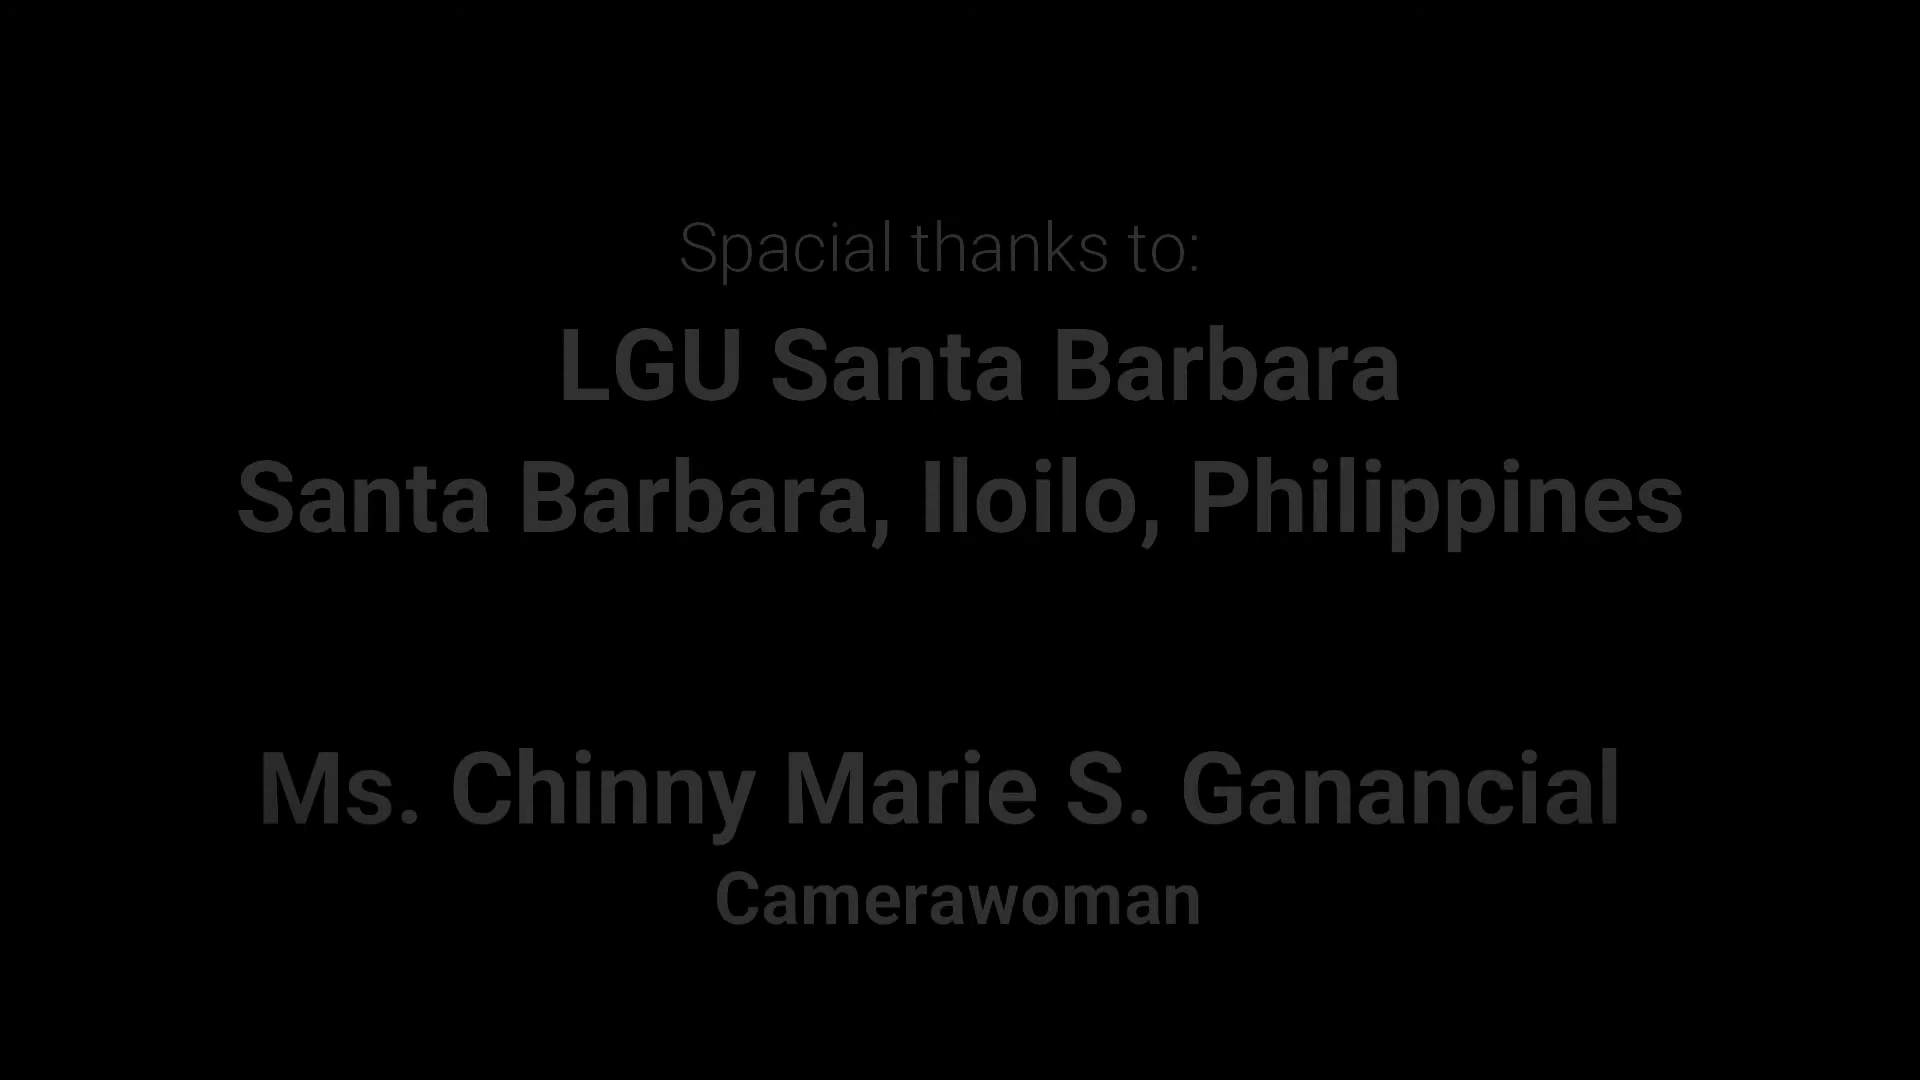 Spacial thanks to:
LGU Santa Barbara
Santa Barbara, Iloilo, Philippines
Ms. Chinny Marie S. Ganancial
Camerawoman